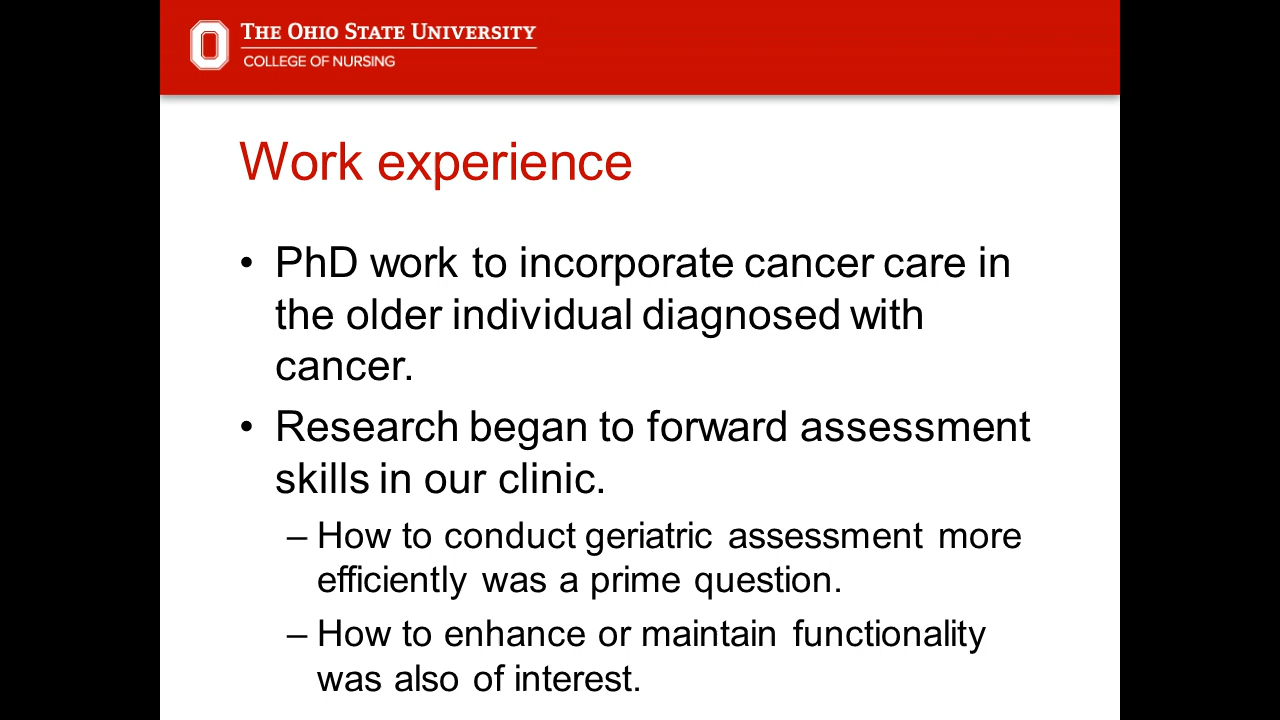 THE OHIO STATE UNIVERSITY
COLLEGE OF NURSING
Work experience
• PhD work to incorporate cancer care in
the older individual diagnosed with
cancer.
• Research began to forward assessment
skills in our clinic.
– How to conduct geriatric assessment more
efficiently was a prime question.
– How to enhance or maintain functionality
was also of interest.